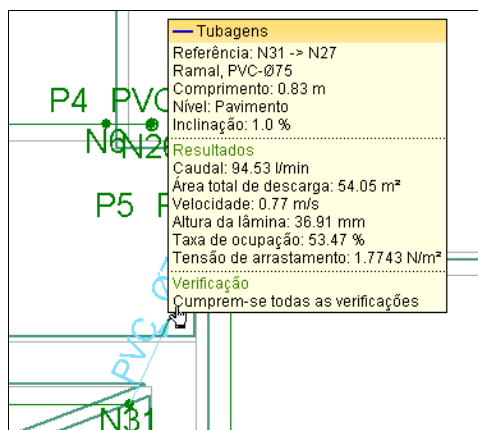 Tubagens
Referência: N31 -> N27
Ramal, PVC-Ø75
Comprimento: 0.83 m
Nível: Pavimento
Inclinação: 1.0 %
Resultados
Caudal: 94.53 l/min
Área total de descarga: 54.05 m²
Velocidade: 0.77 m/s
Altura da lâmina: 36.91 mm
Taxa de ocupação: 53.47 %
Tensão de arrastamento: 1.7743 N/m²
Verificação
Cumprem-se todas as verificações
P4 PVC
N6
P5
PVC
N31